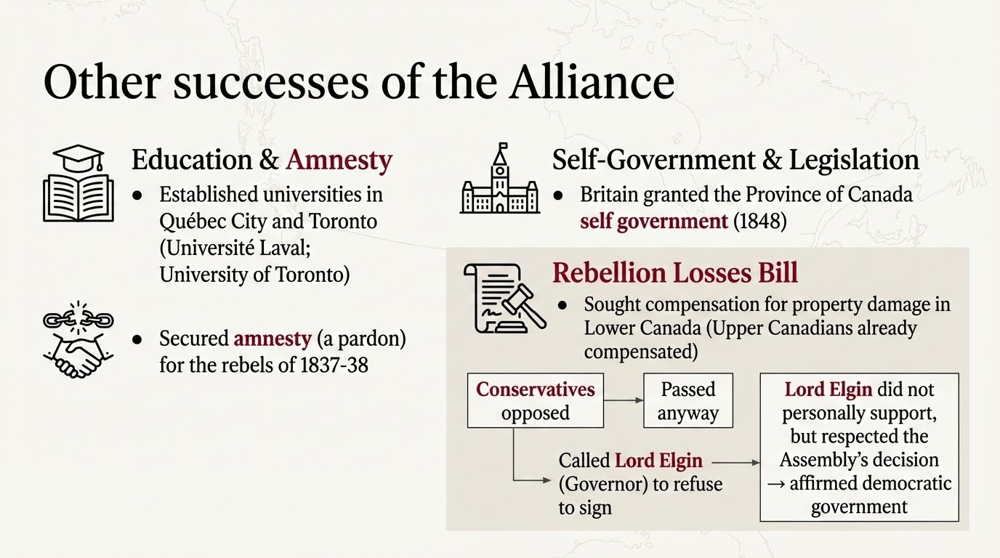 Other successes of the Alliance
Education & Amnesty
● Established universities in
Québec City and Toronto
(Université Laval;
University of Toronto)
● Secured amnesty (a pardon)
for the rebels of 1837-38
Self-Government & Legislation
● Britain granted the Province of Canada
self government (1848)
Rebellion Losses Bill
● Sought compensation for property damage in
Lower Canada (Upper Canadians already
compensated)
Conservatives
opposed
Passed
anyway
Called Lord Elgin
(Governor) to refuse
to sign
Lord Elgin did not
personally support,
but respected the
Assembly’s decision
→ affirmed democratic
government